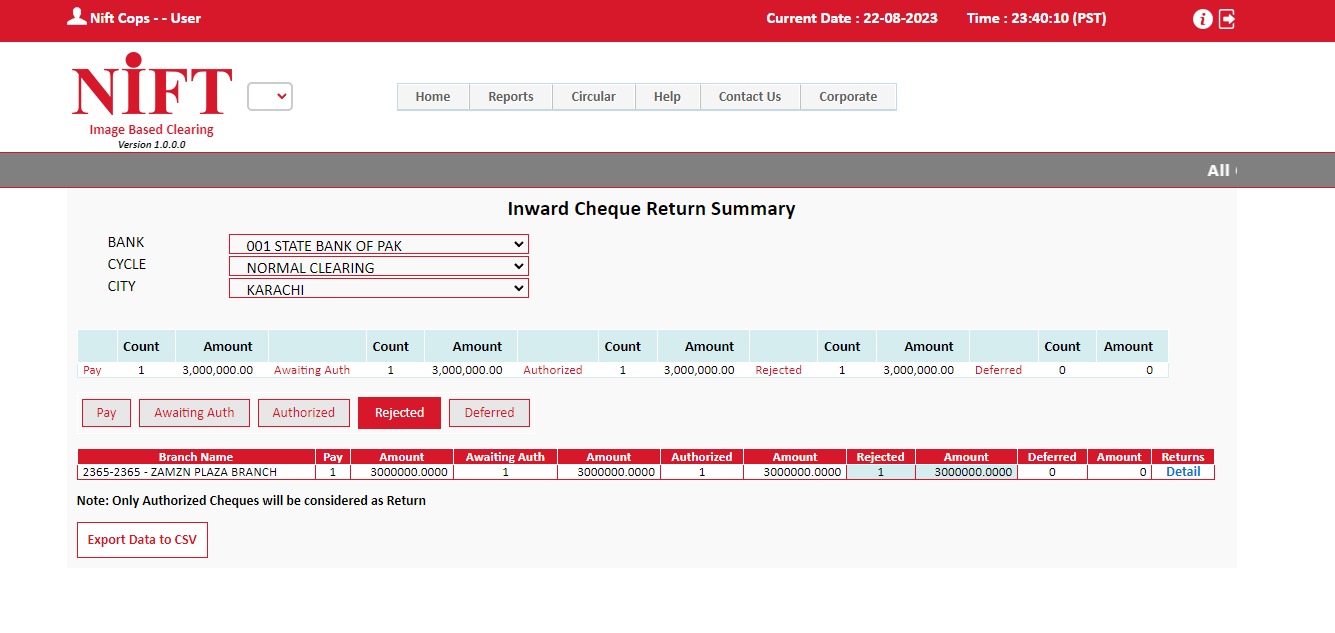 Nift Cops - - User Current Date : 22-08-2023 Time : 23:40:10 (PST)
NiFT
Image Based Clearing
Version 1.0.0.0
Home Reports Circular Help Contact Us Corporate
All
Inward Cheque Return Summary
BANK 001 STATE BANK OF PAK
CYCLE NORMAL CLEARING
CITY KARACHI
Count Amount Count Amount Count Amount Count Amount Count Amount
Pay 1 3,000,000.00 Awaiting Auth 1 3,000,000.00 Authorized 1 3,000,000.00 Rejected 1 3,000,000.00 Deferred 0 0
Pay Awaiting Auth Authorized Rejected Deferred
Branch Name Pay Amount Awaiting Auth Amount Authorized Amount Rejected Amount Deferred Amount Returns
2365-2365 - ZAMZN PLAZA BRANCH 1 3000000.0000 1 3000000.0000 1 3000000.0000 1 3000000.0000 0 0 Detail
Note: Only Authorized Cheques will be considered as Return
Export Data to CSV